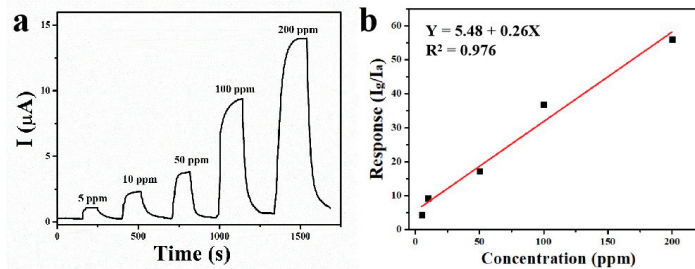 a
I (μA)
15
10
5
0
5 ppm
10 ppm
50 ppm
100 ppm
200 ppm
0
500
1000
1500
Time (s)
b
Y = 5.48 + 0.26X
R² = 0.976
Response (Ig/Ia)
60
50
40
30
20
10
0
0
50
100
150
200
Concentration (ppm)